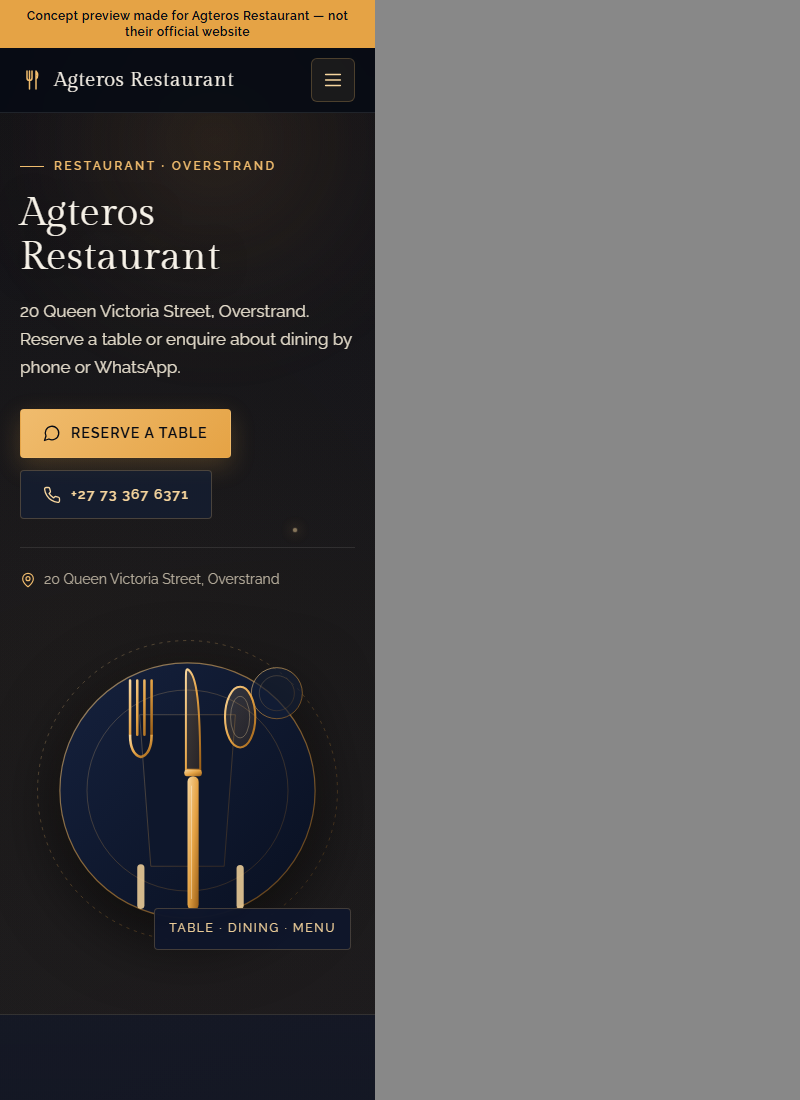 Concept preview made for Agteros Restaurant — not
their official website
Agteros Restaurant
RESTAURANT · OVERSTRAND
Agteros
Restaurant
20 Queen Victoria Street, Overstrand.
Reserve a table or enquire about dining by
phone or WhatsApp.
RESERVE A TABLE
+27 73 367 6371
20 Queen Victoria Street, Overstrand
TABLE · DINING · MENU